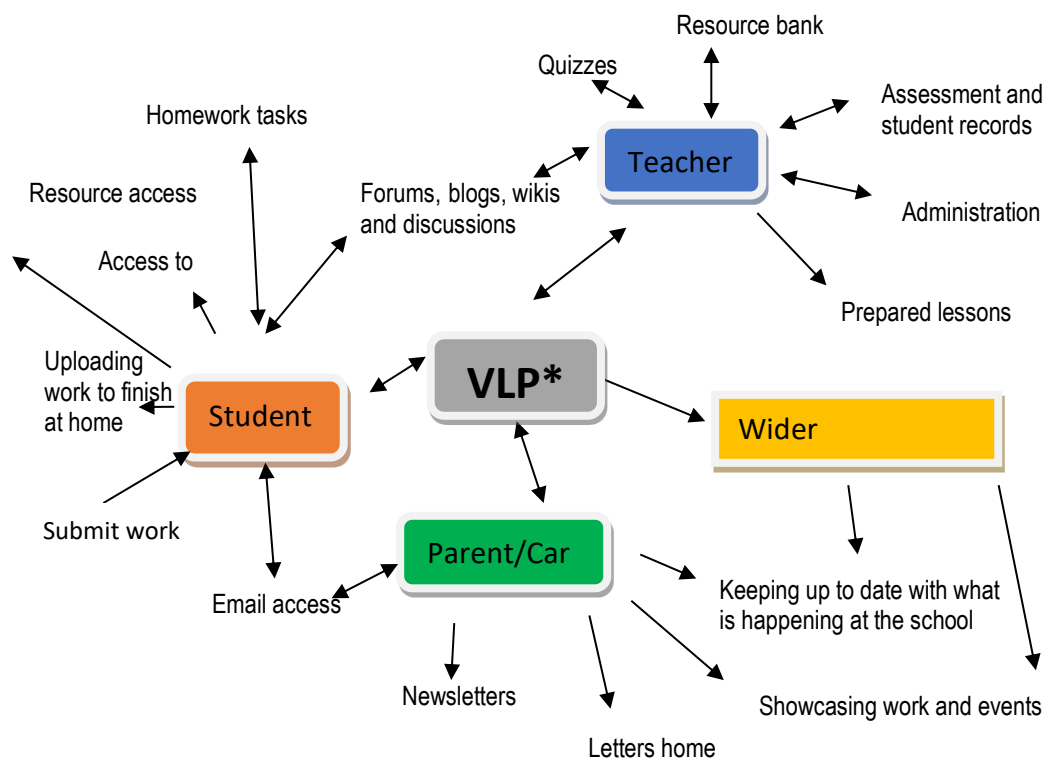 Resource bank
Quizzes
Assessment and
student records
Homework tasks
Teacher
Resource access
Forums, blogs, wikis
and discussions
Administration
Access to
Prepared lessons
Uploading
work to finish
at home
VLP*
Student
Wider
Submit work
Parent/Car
Email access
Keeping up to date with what
is happening at the school
Newsletters
Showcasing work and events
Letters home